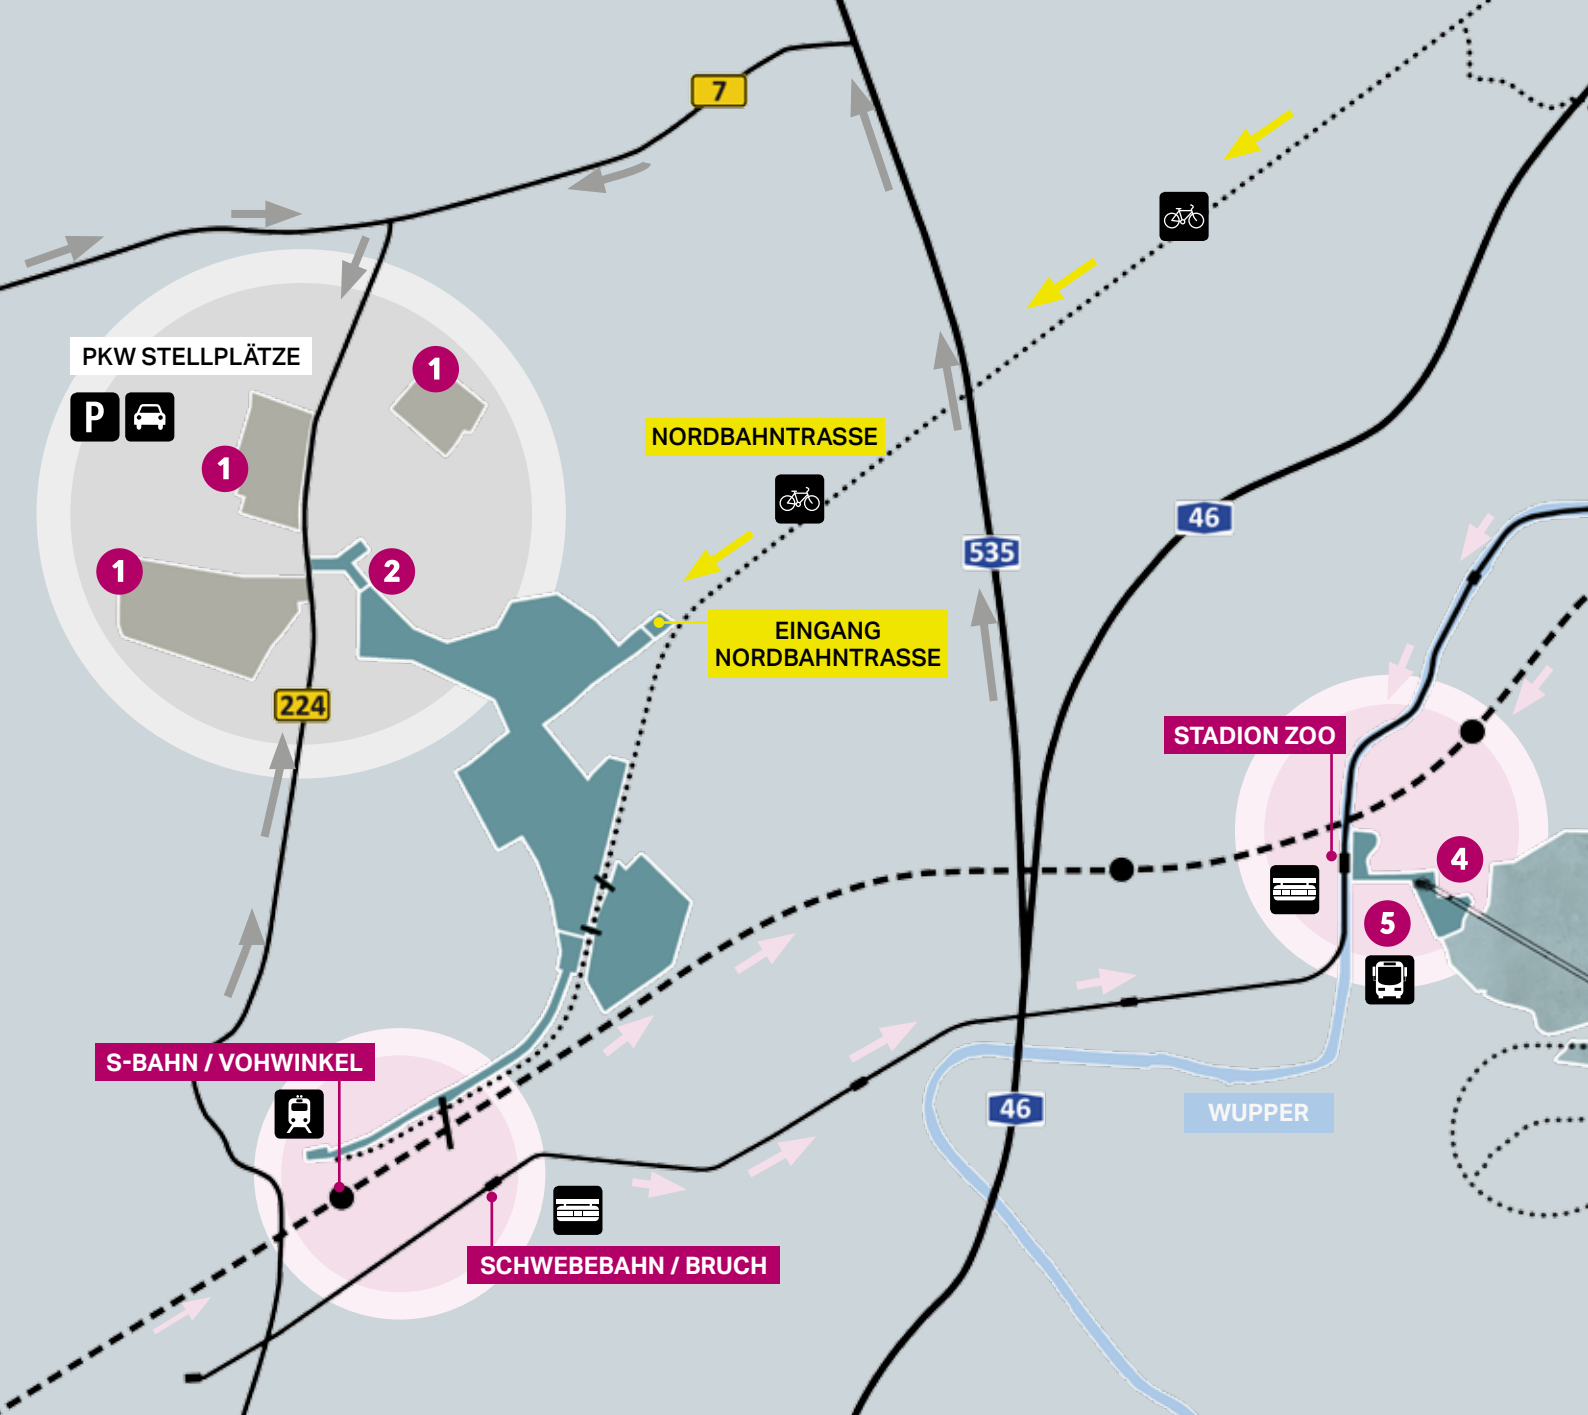 7
PKW STELLPLÄTZE
P
1
1
1
2
NORDBAHNTRASSE
46
535
EINGANG
NORDBAHNTRASSE
224
STADION ZOO
4
5
S-BAHN / VOHWINKEL
46
WUPPER
SCHWEBEBAHN / BRUCH